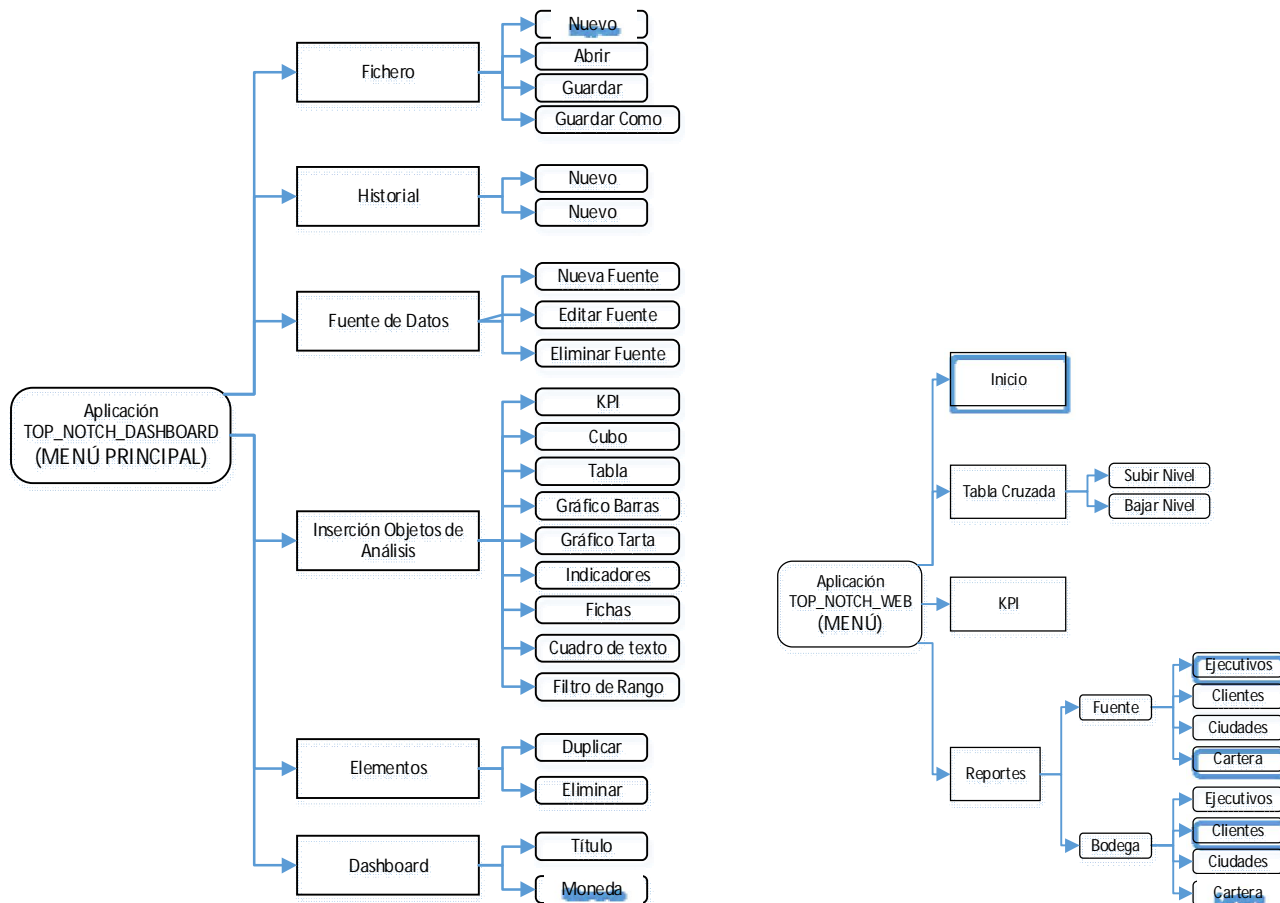 Aplicación
TOP_NOTCH_DASHBOARD
(MENÚ PRINCIPAL)
Fichero
Nuevo
Abrir
Guardar
Guardar Como
Historial
Nuevo
Nuevo
Fuente de Datos
Nueva Fuente
Editar Fuente
Eliminar Fuente
Inserción Objetos de
Análisis
KPI
Cubo
Tabla
Gráfico Barras
Gráfico Tarta
Indicadores
Fichas
Cuadro de texto
Filtro de Rango
Elementos
Duplicar
Eliminar
Dashboard
Título
Moneda
Aplicación
TOP_NOTCH_WEB
(MENÚ)
Inicio
Tabla Cruzada
Subir Nivel
Bajar Nivel
KPI
Reportes
Fuente
Ejecutivos
Clientes
Ciudades
Cartera
Bodega
Ejecutivos
Clientes
Ciudades
Cartera